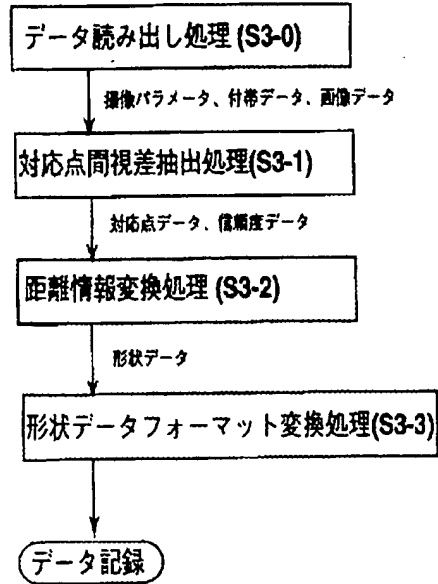 データ読み出し処理 (S3-0)
撮像パラメータ、付帯データ、画像データ
対応点間視差抽出処理(S3-1)
対応点データ、信頼度データ
距離情報変換処理 (S3-2)
形状データ
形状データフォーマット変換処理(S3-3)
データ記録